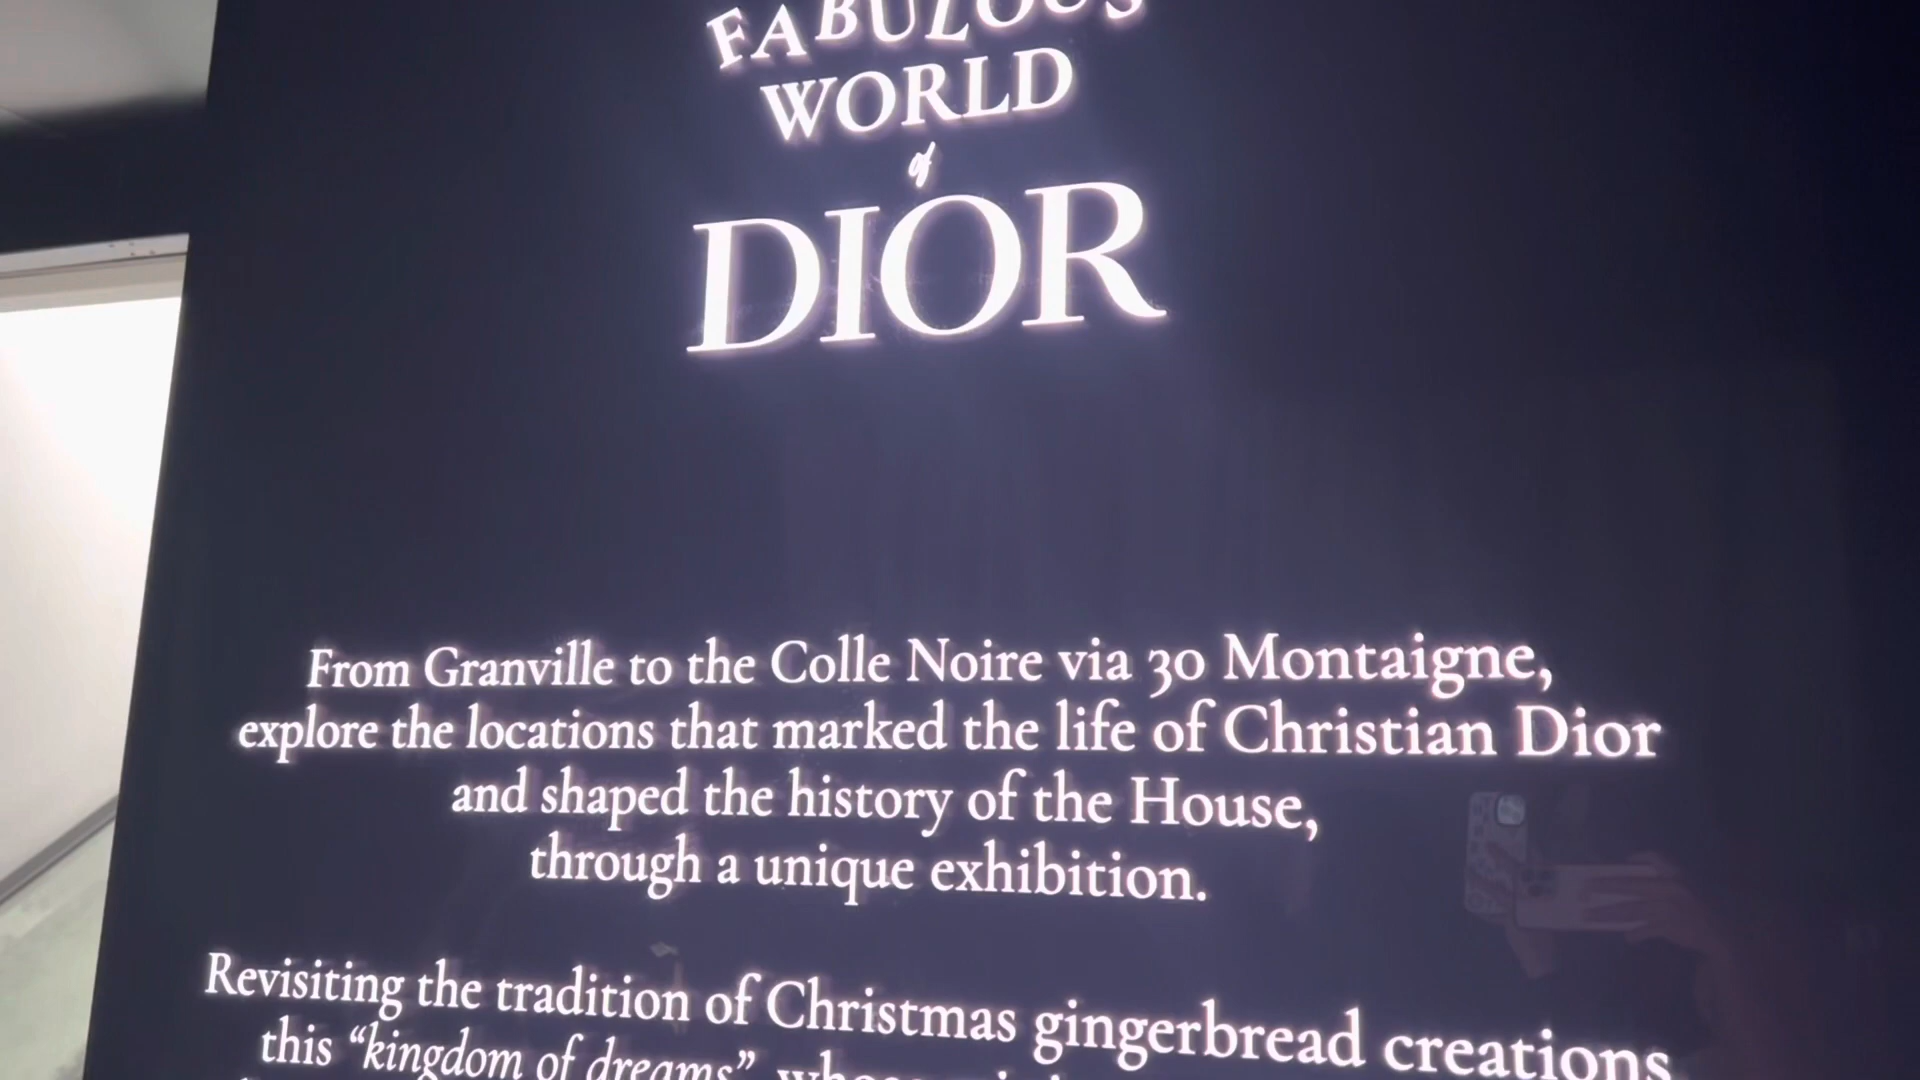 FABULOUS
WORLD
of
DIOR
From Granville to the Colle Noire via 30 Montaigne,
explore the locations that marked the life of Christian Dior
and shaped the history of the House,
through a unique exhibition.
Revisiting the tradition of Christmas gingerbread creations
this “kingdom of dreams”